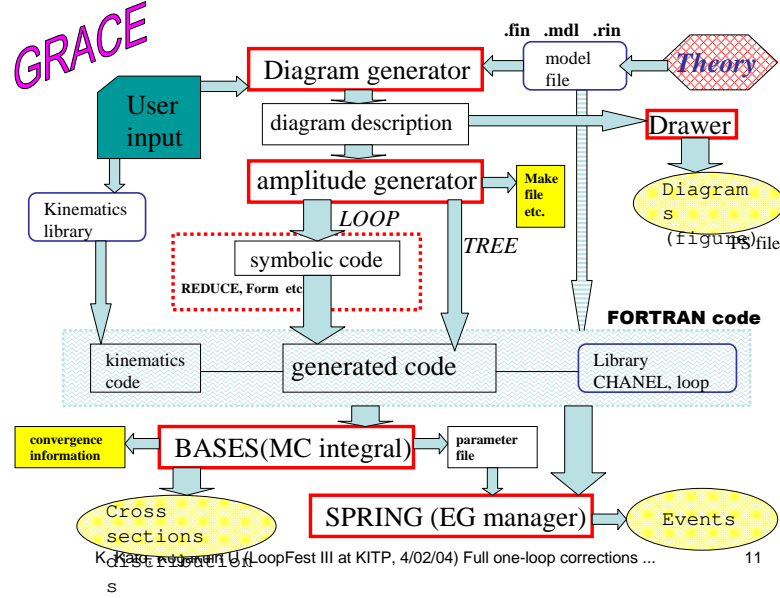 GRACE
.fin .mdl .rin
Diagram generator
model
file
Theory
User
input
diagram description
Drawer
amplitude generator
Make
file
etc.
Diagram
s
(figure)
PS file
Kinematics
library
LOOP
TREE
symbolic code
REDUCE, Form etc
FORTRAN code
kinematics
code
generated code
Library
CHANEL, loop
convergence
information
BASES(MC integral)
parameter
file
Cross
sections
distribution
s
SPRING (EG manager)
Events
K. Kato, Kogakuin U (LoopFest III at KITP, 4/02/04) Full one-loop corrections ...
11